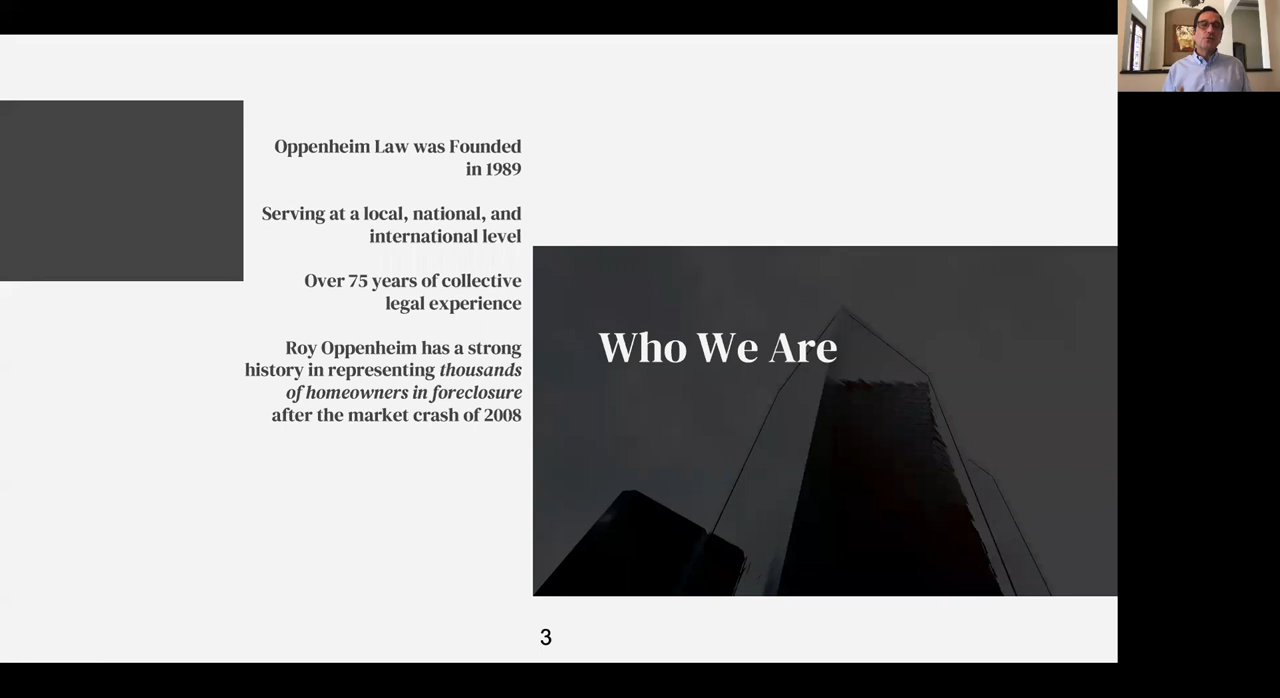 Oppenheim Law was Founded
in 1989
Serving at a local, national, and
international level
Over 75 years of collective
legal experience
Roy Oppenheim has a strong
history in representing thousands
of homeowners in foreclosure
after the market crash of 2008
Who We Are
3